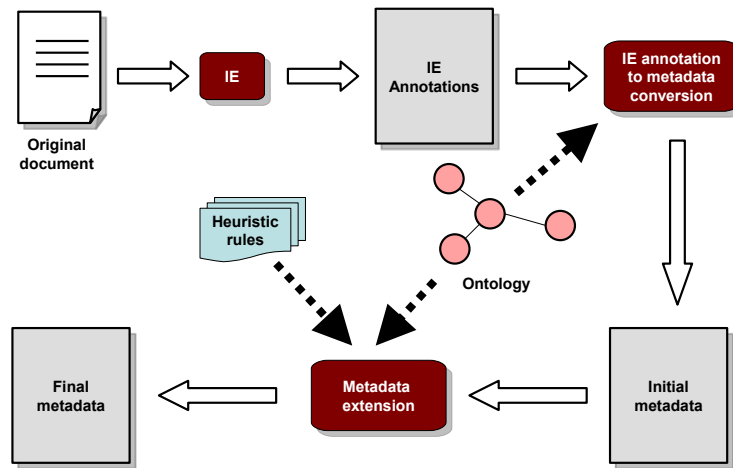 Original
document
IE
IE
Annotations
IE annotation
to metadata
conversion
Heuristic
rules
Ontology
Final
metadata
Metadata
extension
Initial
metadata